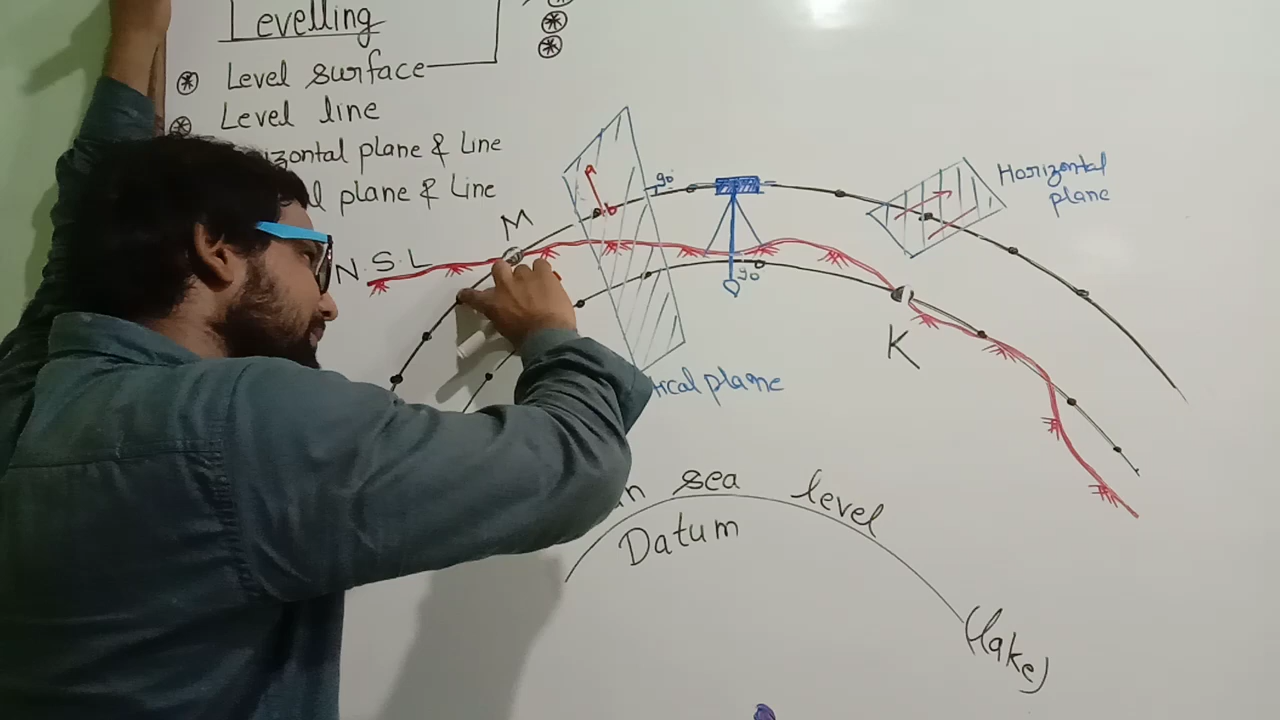 Levelling
Level surface
Level line
zontal plane & Line
l plane & Line
N.S.L
M
a
b
90°
90°
Horizontal
plane
K
ical plane
n sea level
Datum
(lake)